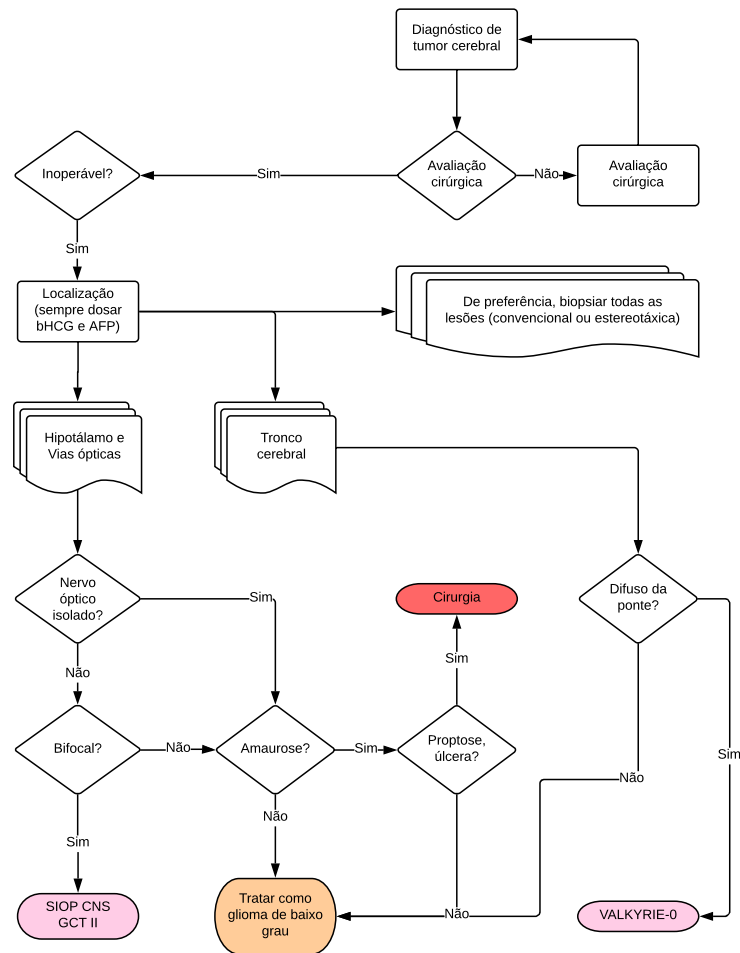 Diagnóstico de
tumor cerebral
Inoperável?
Sim
Avaliação
cirúrgica
Não
Avaliação
cirúrgica
Sim
Localização
(sempre dosar
bHCG e AFP)
De preferência, biopsiar todas as
lesões (convencional ou estereotáxica)
Hipotálamo e
Vias ópticas
Tronco
cerebral
Nervo
óptico
isolado?
Sim
Cirurgia
Difuso da
ponte?
Não
Sim
Bifocal?
Não
Amaurose?
Sim
Proptose,
úlcera?
Sim
Não
Não
Sim
SIOP CNS
GCT II
Tratar como
glioma de baixo
grau
Não
VALKYRIE-0